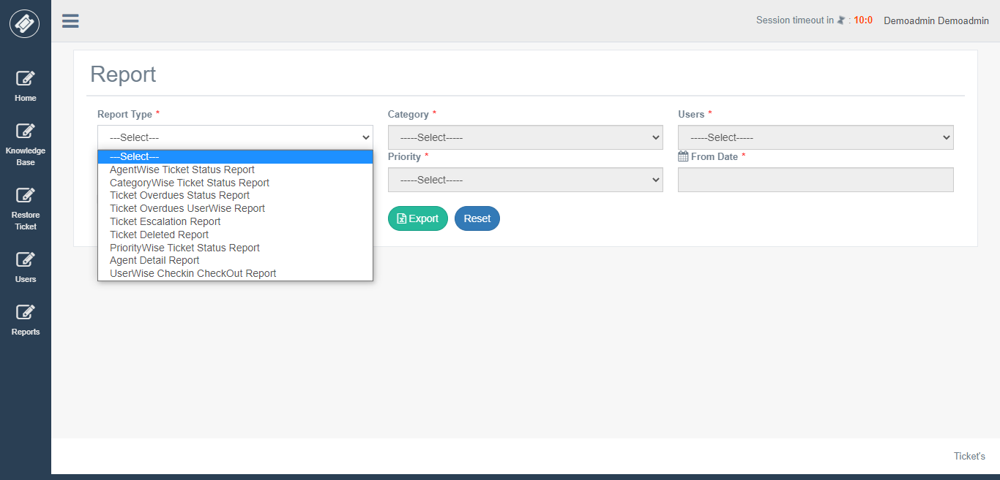 Session timeout in : 10:0 Demoadmin Demoadmin
Home
Knowledge
Base
Restore
Ticket
Users
Reports
Report
Report Type * Category * Users *
---Select--- -----Select----- -----Select-----
---Select---
AgentWise Ticket Status Report
CategoryWise Ticket Status Report
Ticket Overdues Status Report
Ticket Overdues UserWise Report
Ticket Escalation Report
Ticket Deleted Report
PriorityWise Ticket Status Report
Agent Detail Report
UserWise Checkin CheckOut Report
Priority * From Date *
-----Select-----
Export Reset
Ticket's